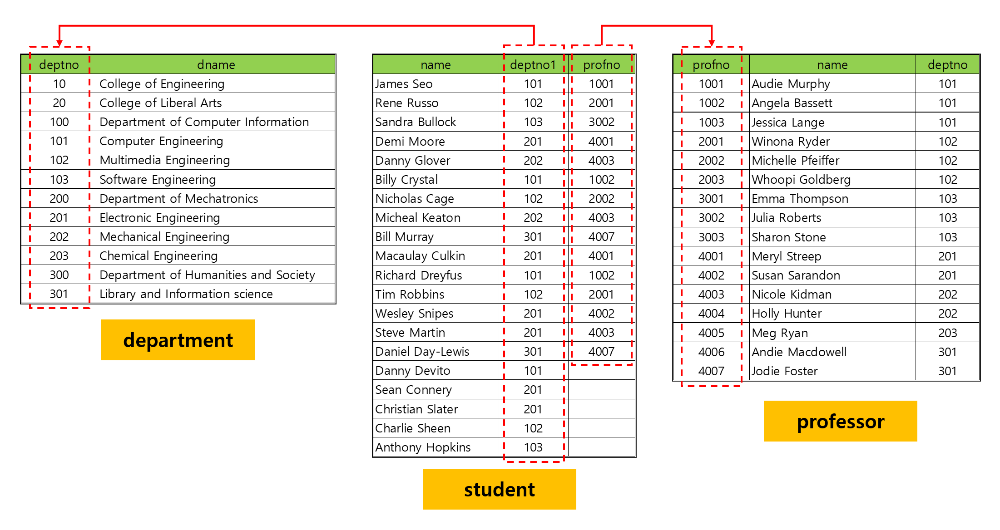 deptno dname
10 College of Engineering
20 College of Liberal Arts
100 Department of Computer Information
101 Computer Engineering
102 Multimedia Engineering
103 Software Engineering
200 Department of Mechatronics
201 Electronic Engineering
202 Mechanical Engineering
203 Chemical Engineering
300 Department of Humanities and Society
301 Library and Information science
department
name deptno1 profno
James Seo 101 1001
Rene Russo 102 2001
Sandra Bullock 103 3002
Demi Moore 201 4001
Danny Glover 202 4003
Billy Crystal 101 1002
Nicholas Cage 102 2002
Micheal Keaton 202 4003
Bill Murray 301 4007
Macaulay Culkin 201 4001
Richard Dreyfus 101 1002
Tim Robbins 102 2001
Wesley Snipes 201 4002
Steve Martin 201 4003
Daniel Day-Lewis 301 4007
Danny Devito 101
Sean Connery 201
Christian Slater 201
Charlie Sheen 102
Anthony Hopkins 103
student
profno name deptno
1001 Audie Murphy 101
1002 Angela Bassett 101
1003 Jessica Lange 101
2001 Winona Ryder 102
2002 Michelle Pfeiffer 102
2003 Whoopi Goldberg 102
3001 Emma Thompson 103
3002 Julia Roberts 103
3003 Sharon Stone 103
4001 Meryl Streep 201
4002 Susan Sarandon 201
4003 Nicole Kidman 202
4004 Holly Hunter 202
4005 Meg Ryan 203
4006 Andie Macdowell 301
4007 Jodie Foster 301
professor